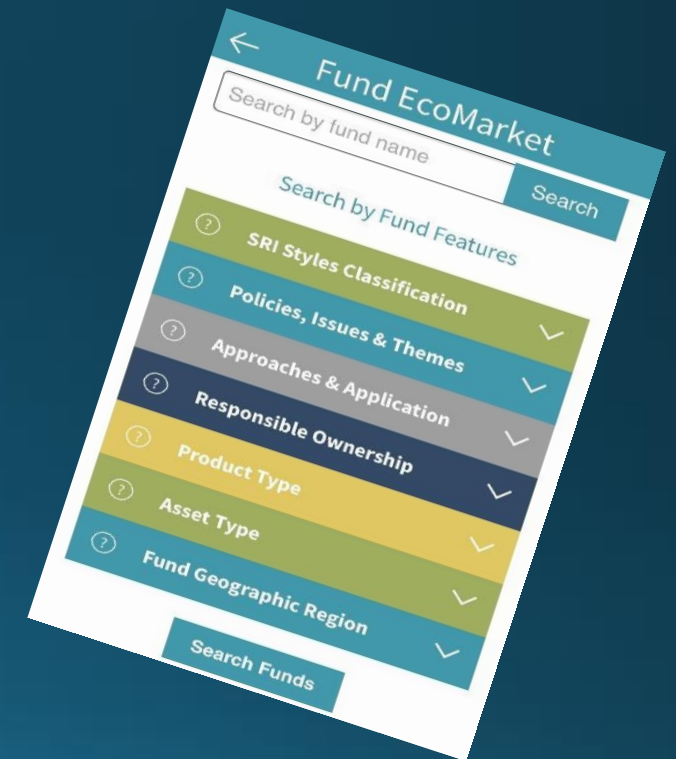 Fund EcoMarket
Search by fund name
Search
Search by Fund Features
? SRI Styles Classification
? Policies, Issues & Themes
? Approaches & Application
? Responsible Ownership
? Product Type
? Asset Type
? Fund Geographic Region
Search Funds